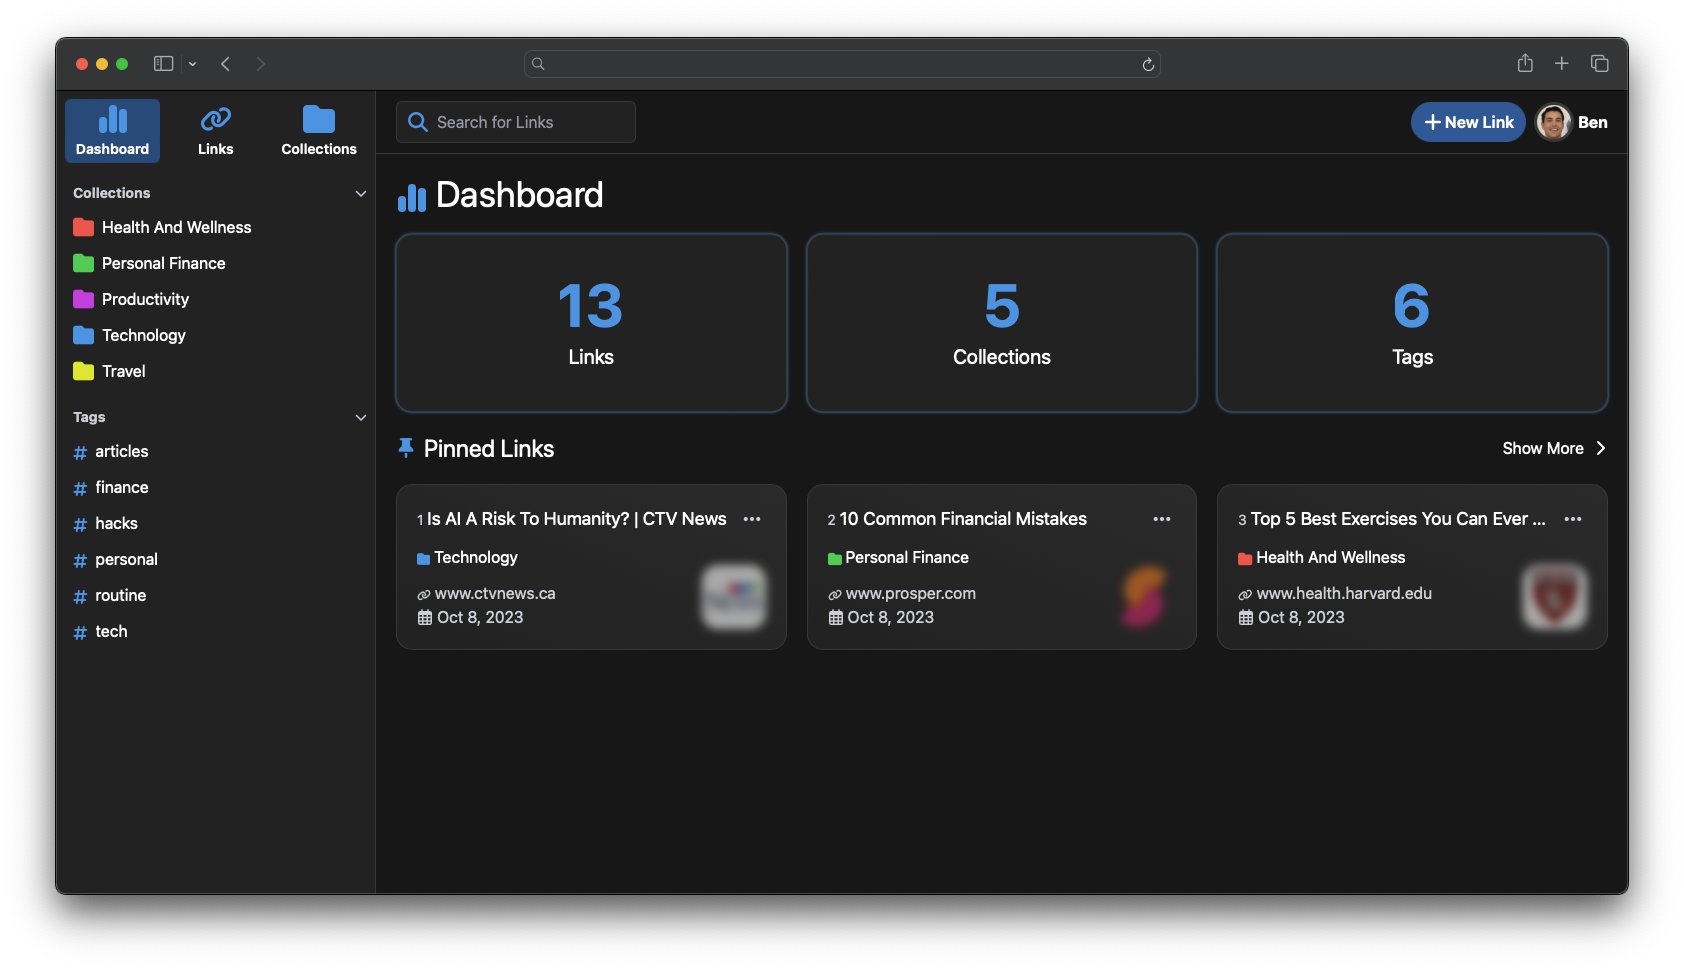 Dashboard
Links
Collections
Collections
Health And Wellness
Personal Finance
Productivity
Technology
Travel
Tags
# articles
# finance
# hacks
# personal
# routine
# tech
Search for Links
+ New Link
Ben
Dashboard
13
Links
5
Collections
6
Tags
Pinned Links
Show More
1 Is AI A Risk To Humanity? | CTV News
Technology
www.ctvnews.ca
Oct 8, 2023
2 10 Common Financial Mistakes
Personal Finance
www.prosper.com
Oct 8, 2023
3 Top 5 Best Exercises You Can Ever ...
Health And Wellness
www.health.harvard.edu
Oct 8, 2023